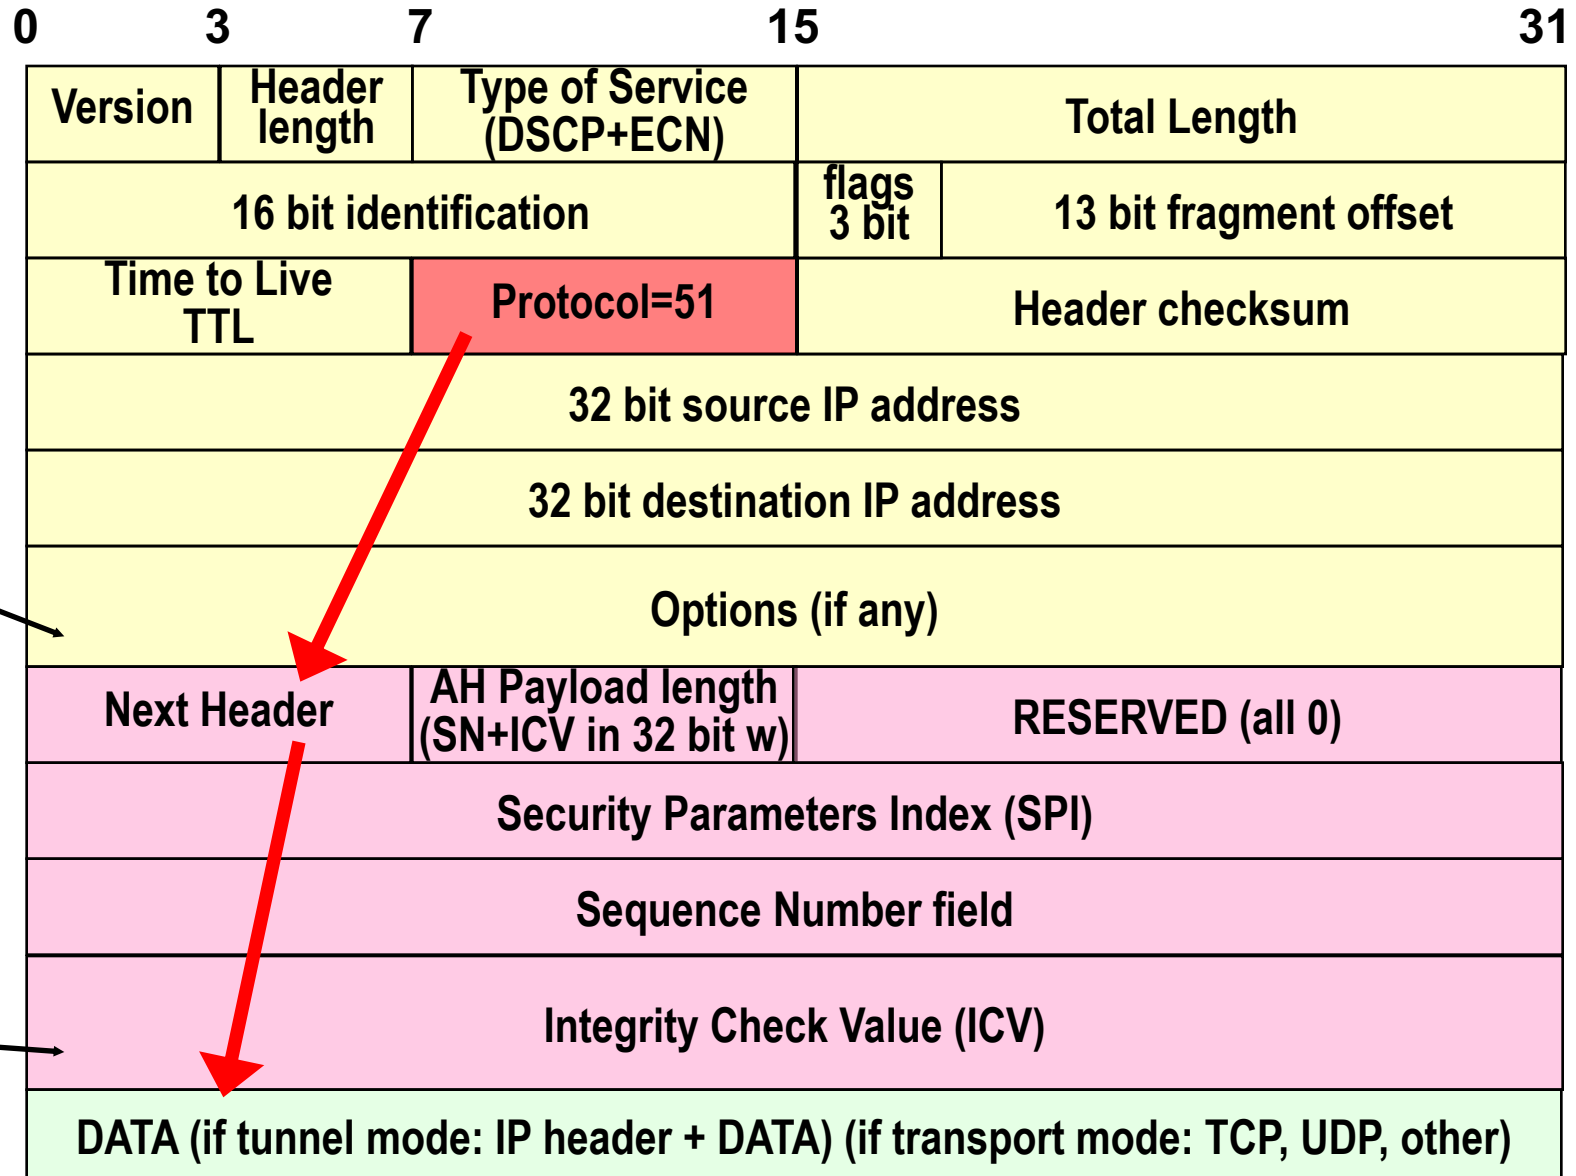 0 3 7 15 31
Version
Header
length
Type of Service
(DSCP+ECN)
Total Length
16 bit identification
flags
3 bit
13 bit fragment offset
Time to Live
TTL
Protocol=51
Header checksum
32 bit source IP address
32 bit destination IP address
Options (if any)
Next Header
AH Payload length
(SN+ICV in 32 bit w)
RESERVED (all 0)
Security Parameters Index (SPI)
Sequence Number field
Integrity Check Value (ICV)
DATA (if tunnel mode: IP header + DATA) (if transport mode: TCP, UDP, other)